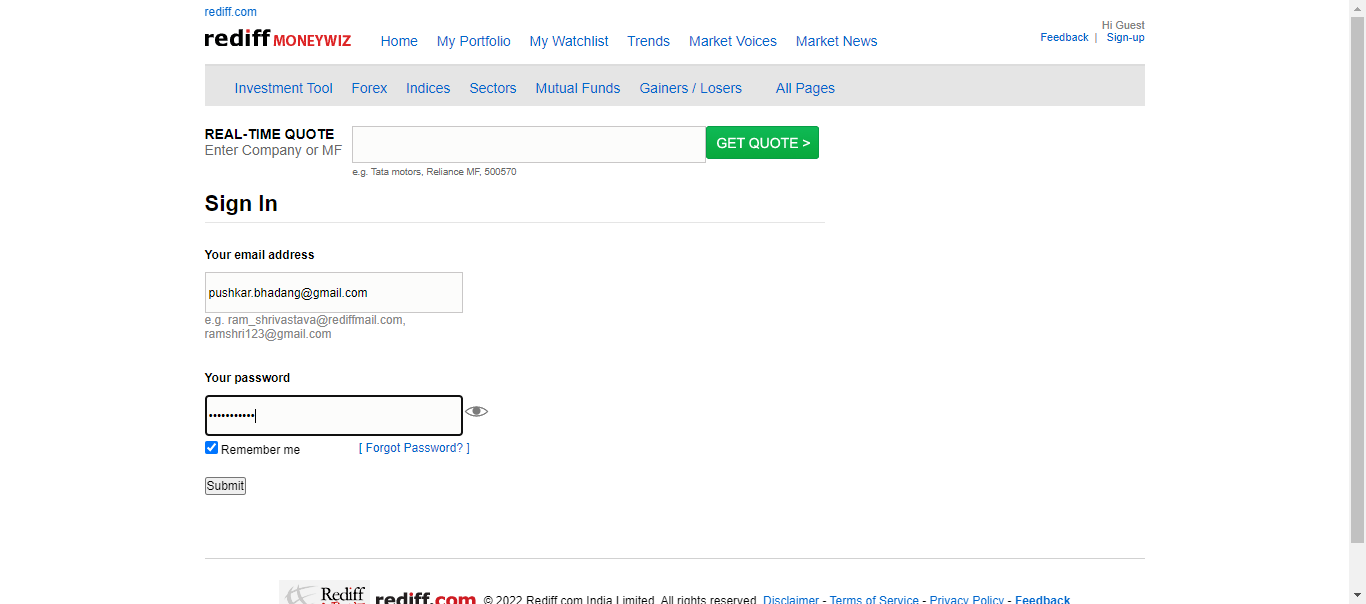 rediff.com
Hi Guest
rediff MONEYWIZ Home My Portfolio My Watchlist Trends Market Voices Market News Feedback | Sign-up
Investment Tool Forex Indices Sectors Mutual Funds Gainers / Losers All Pages
REAL-TIME QUOTE
Enter Company or MF GET QUOTE >
e.g. Tata motors, Reliance MF, 500570
Sign In
Your email address
pushkar.bhadang@gmail.com
e.g. ram_shrivastava@rediffmail.com,
ramshri123@gmail.com
Your password
•••••••••••
Remember me [ Forgot Password? ]
Submit
Rediff
rediff.com © 2022 Rediff.com India Limited. All rights reserved. Disclaimer - Terms of Service - Privacy Policy - Feedback